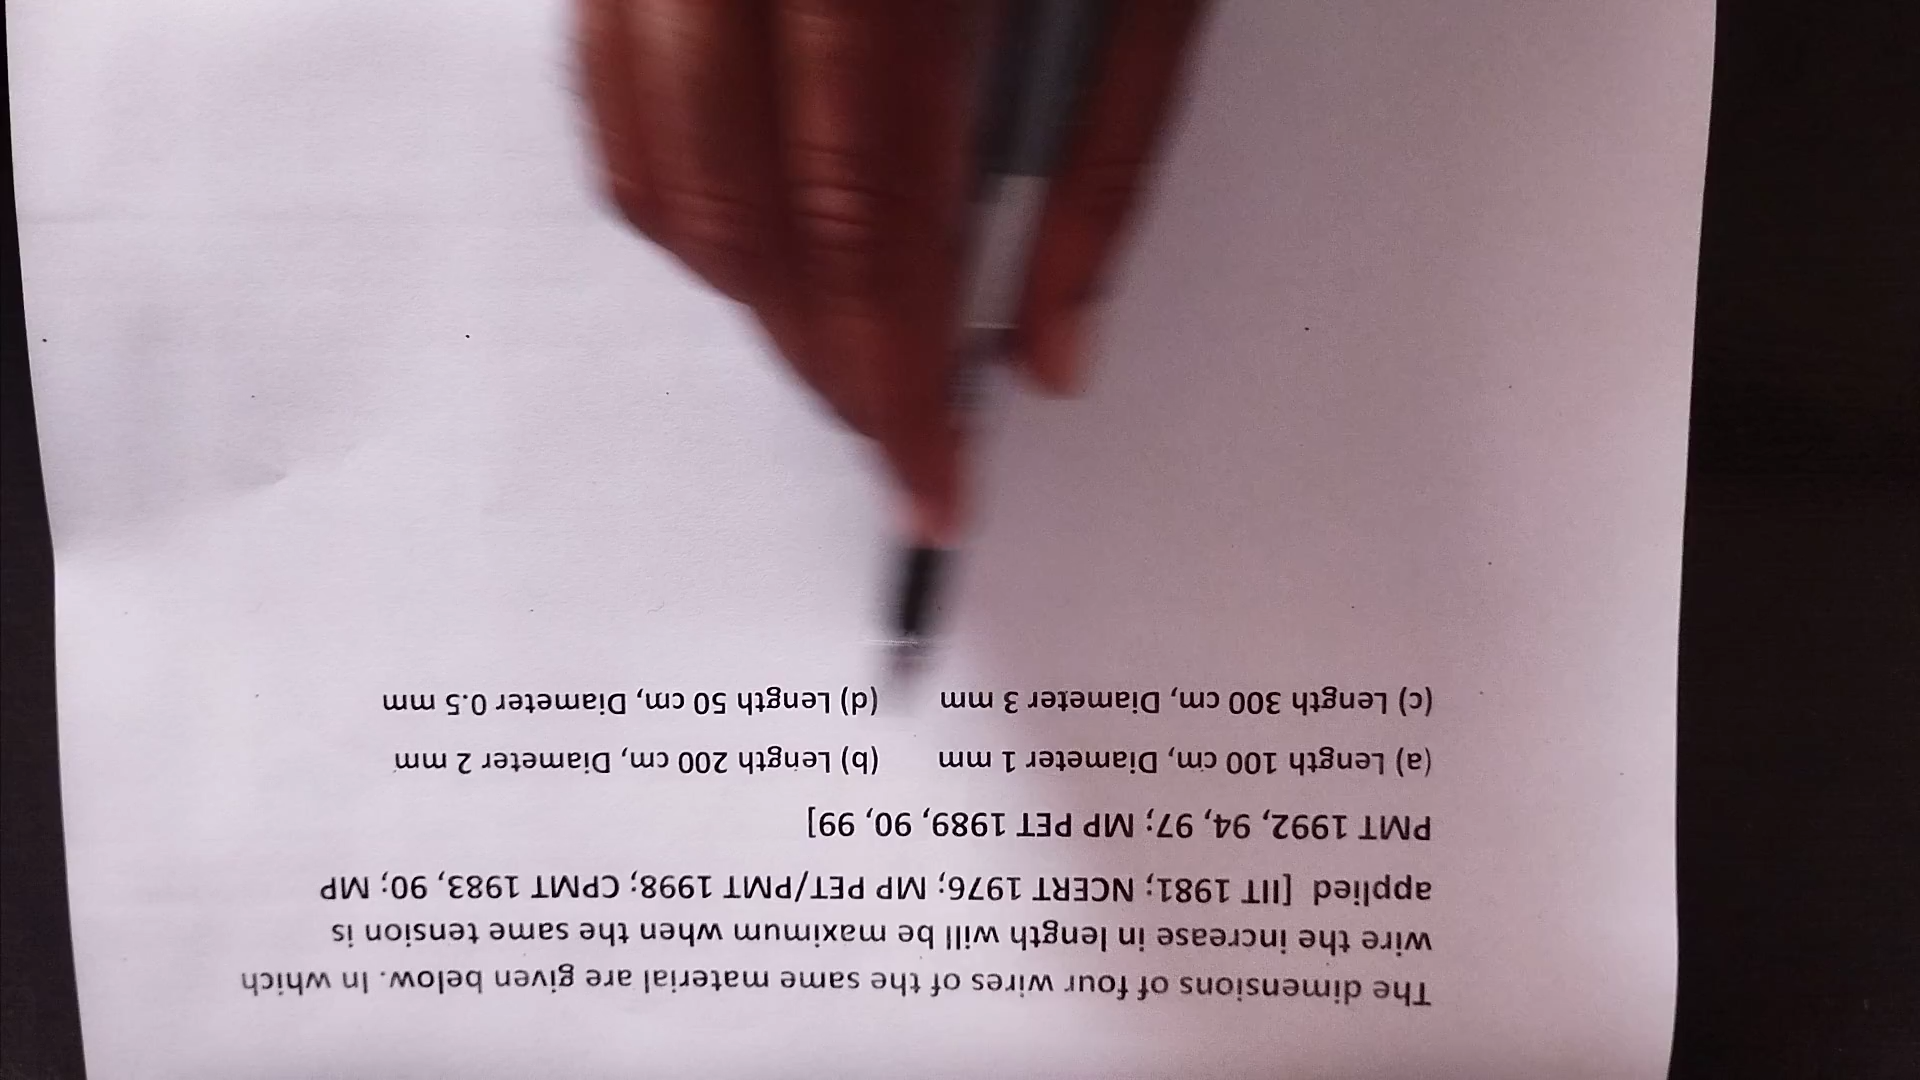 The dimensions of four wires of the same material are given below. In which
wire the increase in length will be maximum when the same tension is
applied [IIT 1981; NCERT 1976; MP PET/PMT 1998; CPMT 1983, 90; MP
PMT 1992, 94, 97; MP PET 1989, 90, 99]
(a) Length 100 cm, Diameter 1 mm (b) Length 200 cm, Diameter 2 mm
(c) Length 300 cm, Diameter 3 mm (d) Length 50 cm, Diameter 0.5 mm